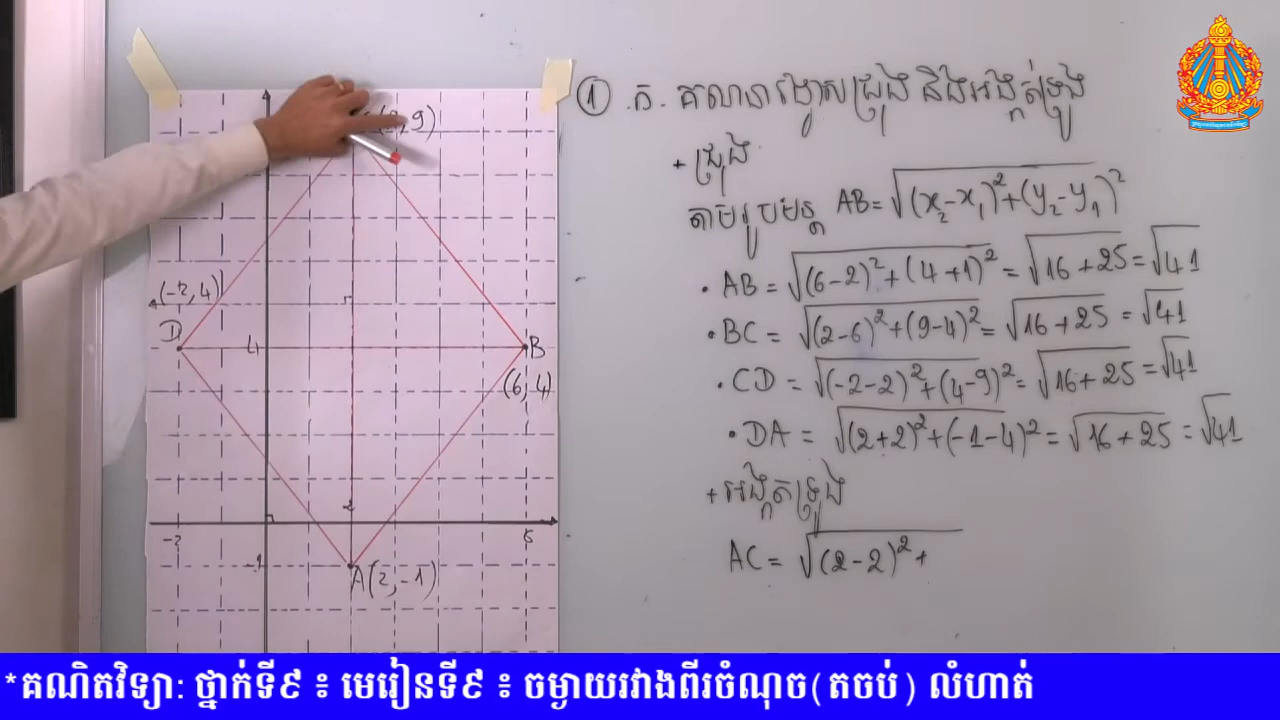 (2,9)
(-2,4)
D
4
B
(6,4)
2
-2
6
-1
A(2,-1)
① .ក. គណនារង្វាស់ជ្រុង និងអង្កត់ទ្រូង
+ ជ្រុង
តាមរូបមន្ត AB=√(x₂-x₁)²+(y₂-y₁)²
• AB = √(6-2)²+(4+1)² = √16+25 = √41
• BC = √(2-6)²+(9-4)² = √16+25 = √41
• CD = √(-2-2)²+(4-9)² = √16+25 = √41
• DA = √(2+2)²+(-1-4)² = √16+25 = √41
+ អង្កត់ទ្រូង
AC = √(2-2)²+
*គណិតវិទ្យា: ថ្នាក់ទី៩ ៖ មេរៀនទី៩ ៖ ចម្ងាយរវាងពីរចំណុច(តចប់) លំហាត់